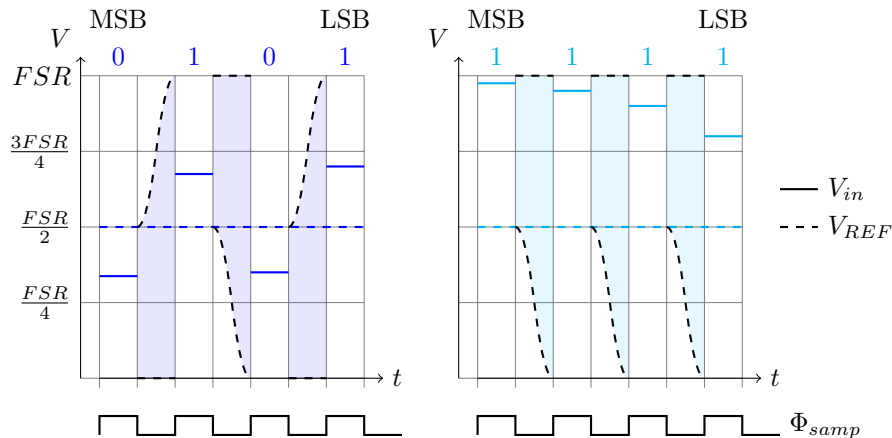 MSB LSB MSB LSB
V 0 1 0 1 V 1 1 1 1
FSR
3FSR/4
V_in
FSR/2 V_REF
FSR/4
t t
Φ_samp